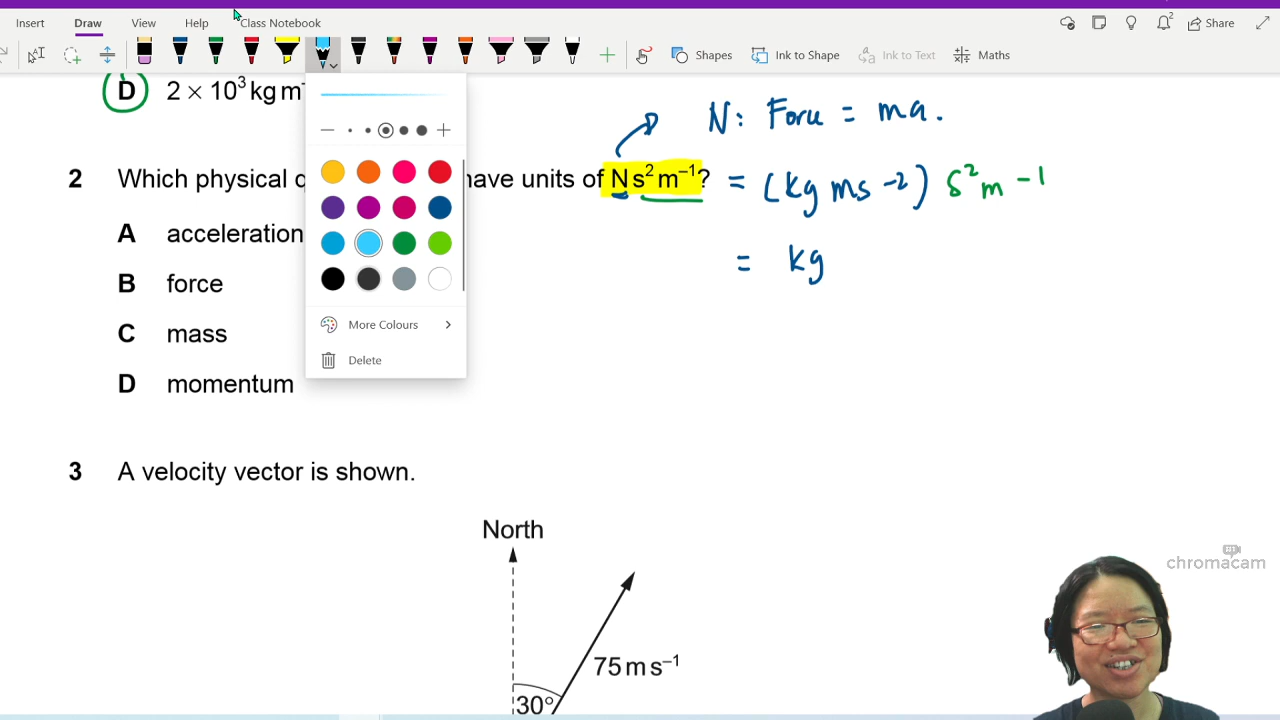 Insert Draw View Help Class Notebook Share
Shapes Ink to Shape Ink to Text Maths
D 2 × 10³ kg m⁻
N: Force = ma.
2 Which physical q have units of N s² m⁻¹? = (kg ms -2) s² m -1
A acceleration
= kg
B force
C mass
More Colours
Delete
D momentum
3 A velocity vector is shown.
North
chromacam
75 m s⁻¹
30°